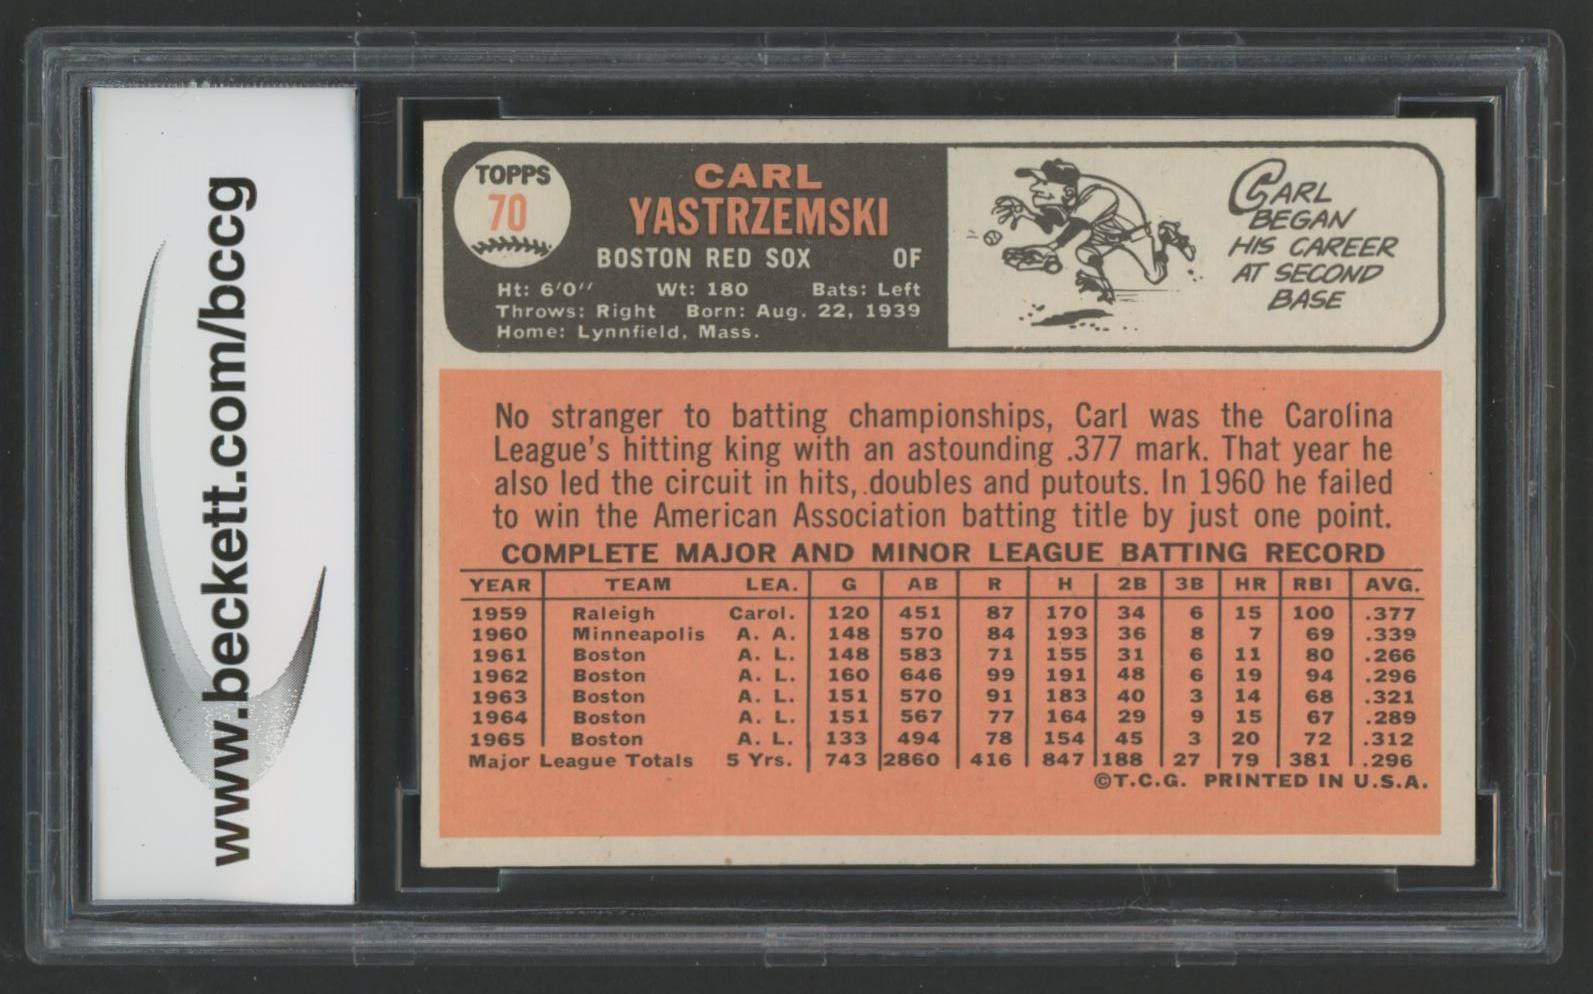 www.beckett.com/bccg
TOPPS
70
CARL
YASTRZEMSKI
BOSTON RED SOX OF
Ht: 6'0" Wt: 180 Bats: Left
Throws: Right Born: Aug. 22, 1939
Home: Lynnfield, Mass.
CARL
BEGAN
HIS CAREER
AT SECOND
BASE
No stranger to batting championships, Carl was the Carolina
League's hitting king with an astounding .377 mark. That year he
also led the circuit in hits, doubles and putouts. In 1960 he failed
to win the American Association batting title by just one point.
COMPLETE MAJOR AND MINOR LEAGUE BATTING RECORD
YEAR TEAM LEA. G AB R H 2B 3B HR RBI AVG.
1959 Raleigh Carol. 120 451 87 170 34 6 15 100 .377
1960 Minneapolis A. A. 148 570 84 193 36 8 7 69 .339
1961 Boston A. L. 148 583 71 155 31 6 11 80 .266
1962 Boston A. L. 160 646 99 191 48 6 19 94 .296
1963 Boston A. L. 151 570 91 183 40 3 14 68 .321
1964 Boston A. L. 151 567 77 164 29 9 15 67 .289
1965 Boston A. L. 133 494 78 154 45 3 20 72 .312
Major League Totals 5 Yrs. 743 2860 416 847 188 27 79 381 .296
©T.C.G. PRINTED IN U.S.A.